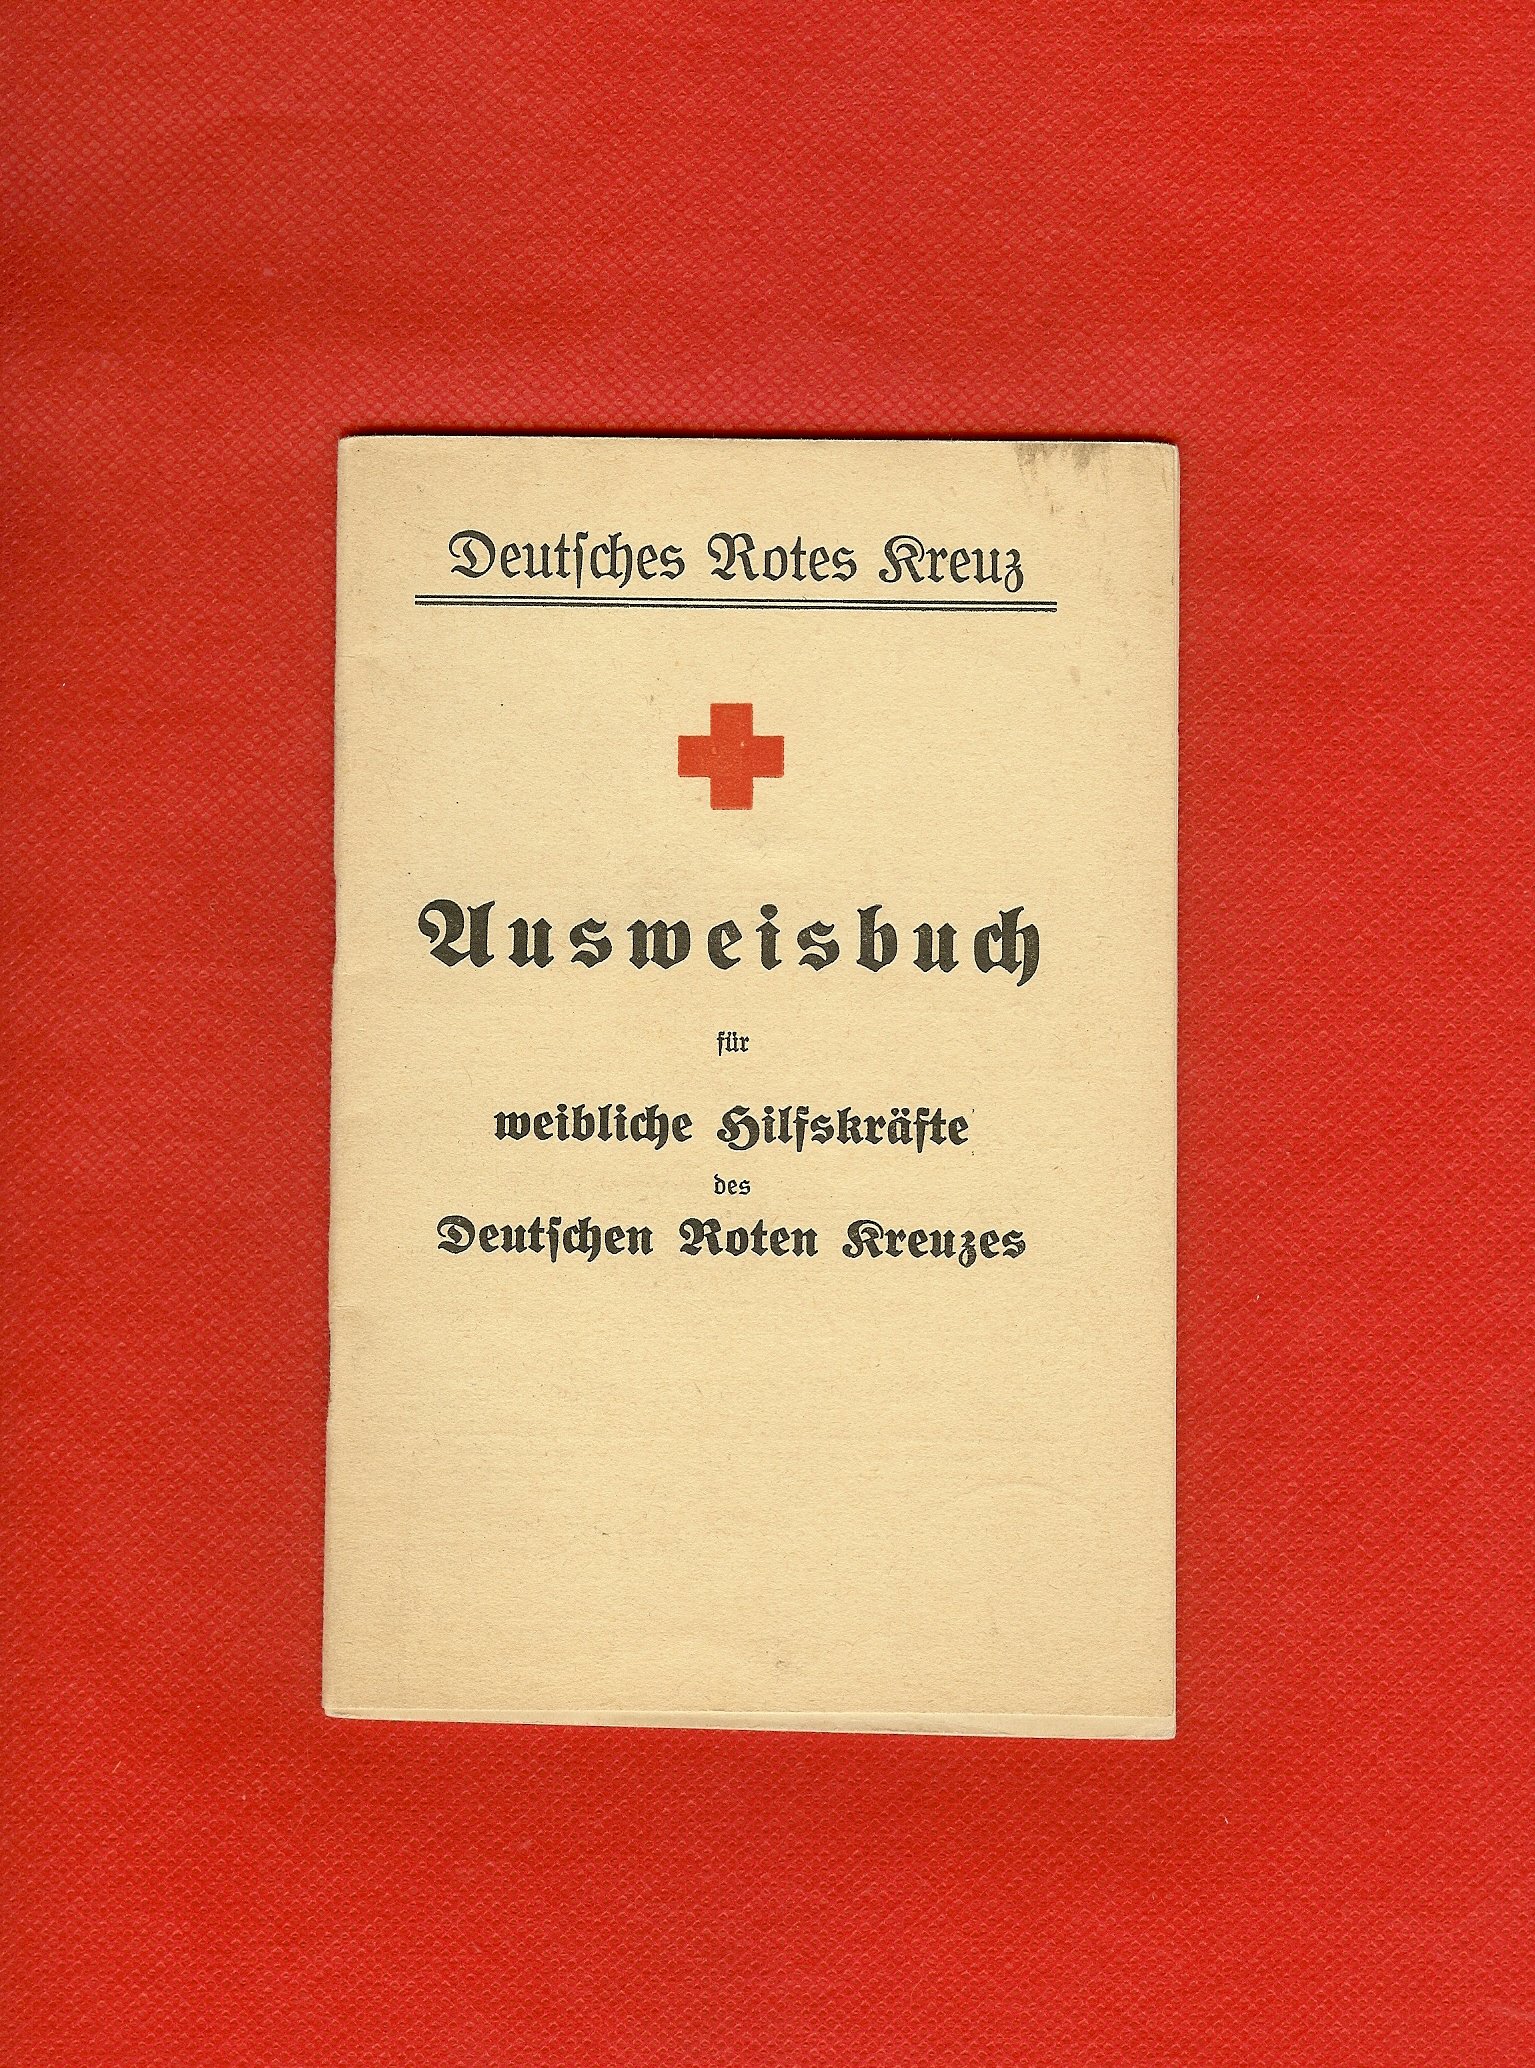 Deutſches Rotes Kreuz
Ausweisbuch
für
weibliche Hilfskräfte
des
Deutſchen Roten Kreuzes